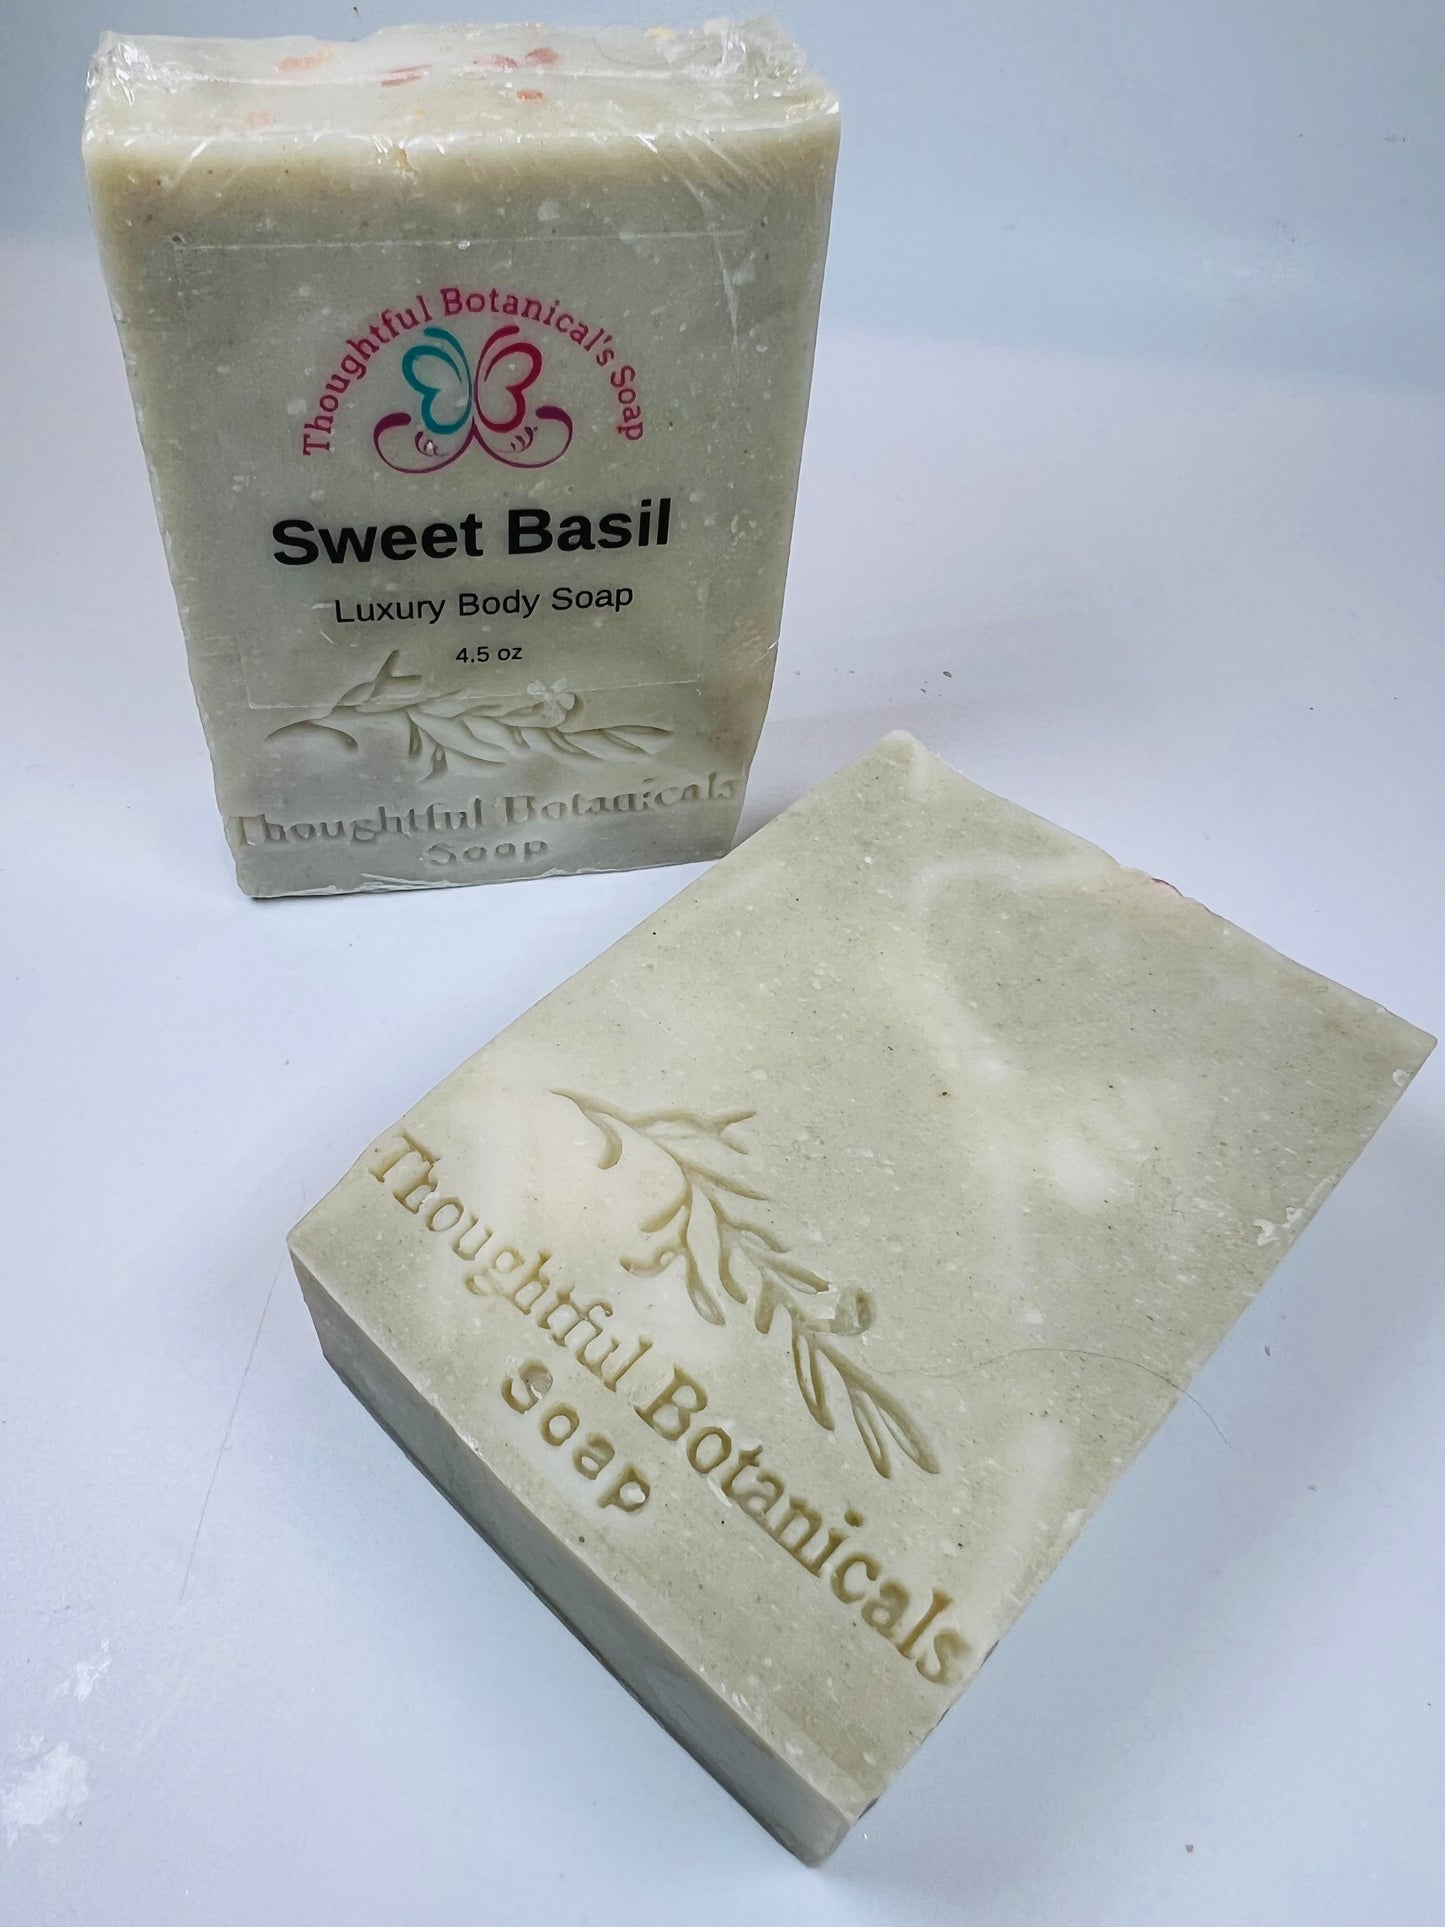 Thoughtful Botanical's Soap
Sweet Basil
Luxury Body Soap
4.5 oz
Thoughtful Botanicals
Soap
Thoughtful Botanicals
Soap